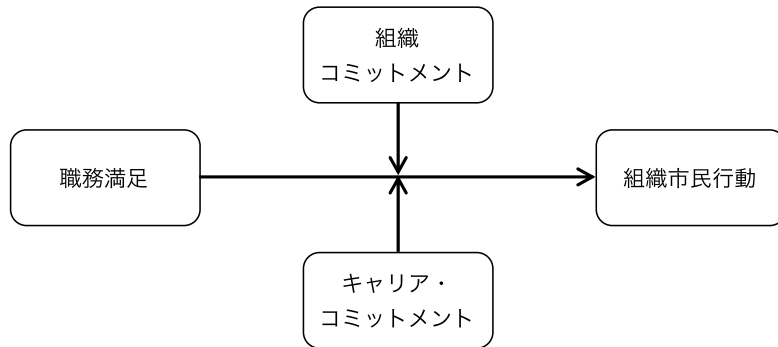 組織
コミットメント
職務満足
組織市民行動
キャリア・
コミットメント